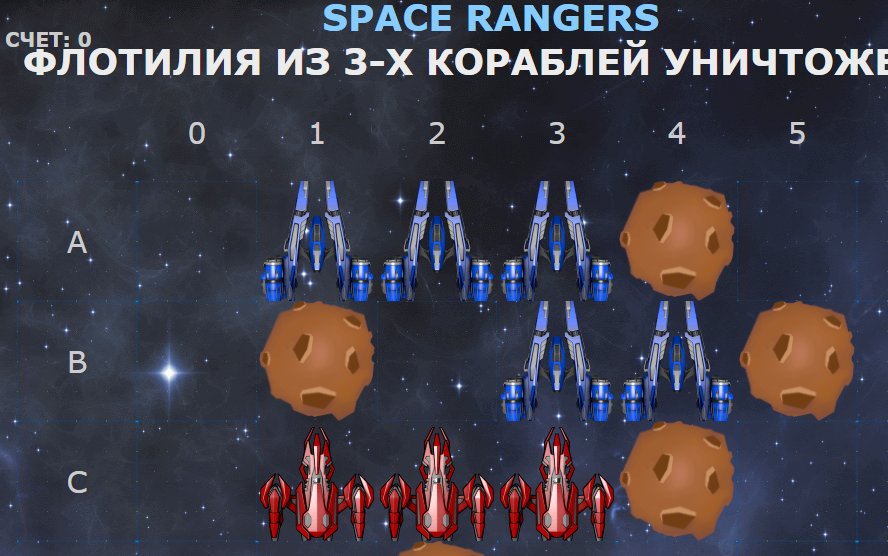 SPACE RANGERS
СЧЕТ: 0
ФЛОТИЛИЯ ИЗ 3-Х КОРАБЛЕЙ УНИЧТОЖЕ
0 1 2 3 4 5
A
B
C